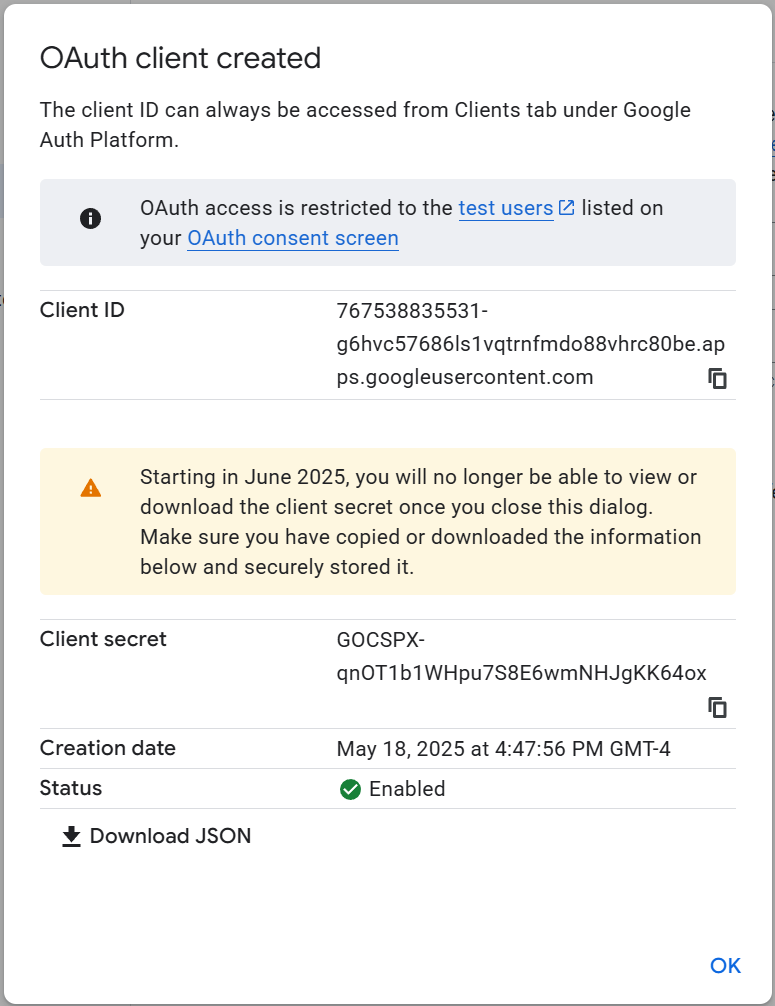 OAuth client created
The client ID can always be accessed from Clients tab under Google
Auth Platform.
OAuth access is restricted to the test users listed on
your OAuth consent screen
Client ID
767538835531-
g6hvc57686ls1vqtrnfmdo88vhrc80be.ap
ps.googleusercontent.com
Starting in June 2025, you will no longer be able to view or
download the client secret once you close this dialog.
Make sure you have copied or downloaded the information
below and securely stored it.
Client secret
GOCSPX-
qnOT1b1WHpu7S8E6wmNHJgKK64ox
Creation date
May 18, 2025 at 4:47:56 PM GMT-4
Status
Enabled
Download JSON
OK